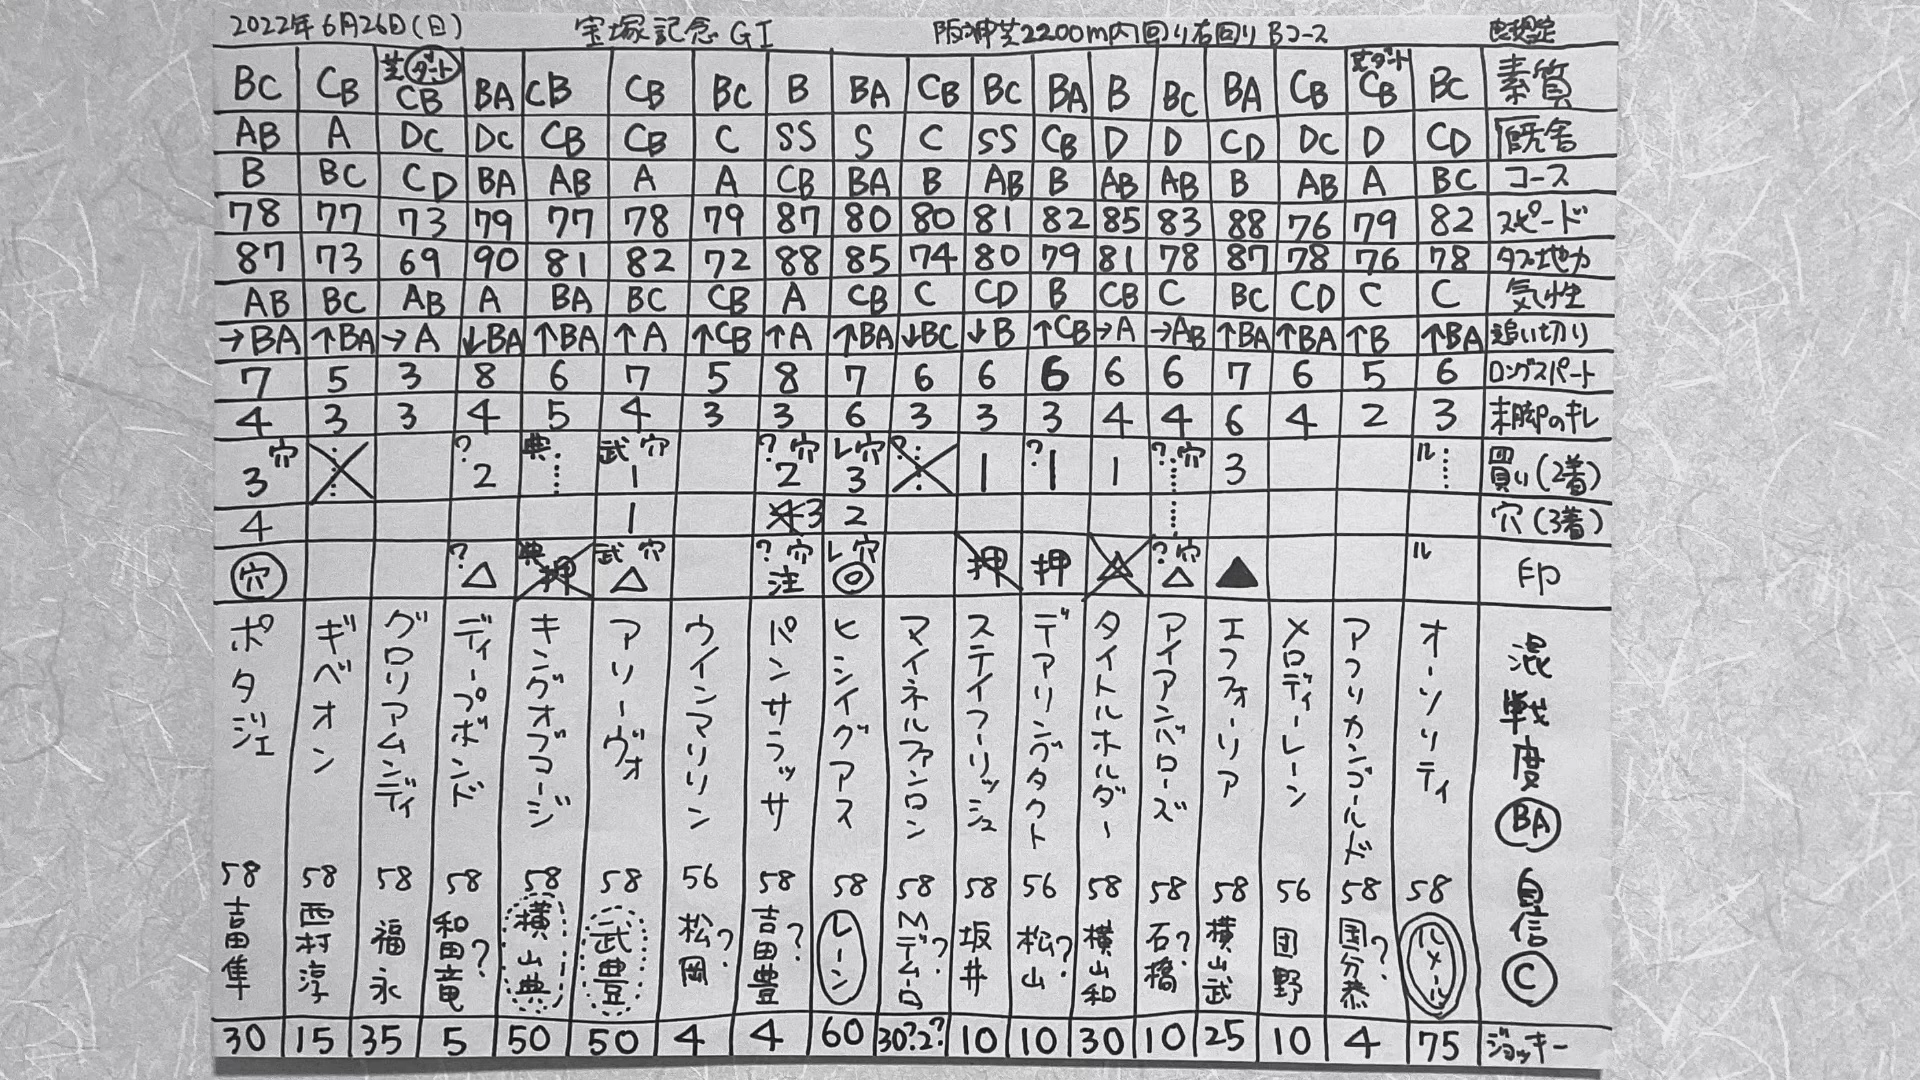 2022年6月26日(日) 宝塚記念 GI 阪神芝2200m内回り右回りBコース
BC CB 芝ダート CB BA CB CB BC B BA CB BC BA B BC BA CB 芝ダート CB BC 素質
AB A DC DC CB CB C SS S C SS CB D D CD DC D CD 厩舎
B BC CD BA AB A A CB BA B AB B AB AB B AB A BC コース
78 77 73 79 77 78 79 87 80 80 81 82 85 83 88 76 79 82 スピード
87 73 69 90 81 82 72 88 85 74 80 79 81 78 87 78 76 78 タフ地力
AB BC AB A BA BC CB A CB C CD B CB C BC CD C C 気性
→BA ↑BA →A ↓BA ↑BA ↑A ↑CB ↑A ↑BA ↓BC ↓B ↑CB →A →AB ↑BA ↑BA ↑B ↑BA 追い切り
7 5 3 8 6 7 5 8 7 6 6 6 6 6 7 6 5 6 ロングスパート
4 3 3 4 5 4 3 3 6 3 3 3 4 4 6 4 2 3 末脚のキレ
穴 3 ? 2 典 武 穴 1 ? 穴 2 レ 穴 3 ? 1 ? 1 1 ? 穴 3 ル 買い(2着)
4 1 4 3 2 穴(3着)
穴 ? △ 典 押 武 穴 △ ? 穴 注 レ 穴 ◎ 押 押 △ ? 穴 △ ▲ ル 印
ポタジェ
ギベオン
グロリアムンディ
ディープボンド
キングオブコージ
アリーヴォ
ウインマリリン
パンサラッサ
ヒシイグアス
マイネルファンロン
ステイフーリッシュ
デアリングタクト
タイトルホルダー
アイアンバローズ
エフフォーリア
メロディーレーン
アフリカンゴールド
オーソリティ
混戦度 BA
自信 C
58 58 58 58 58 58 56 58 58 58 58 56 58 58 58 56 58 58
吉田隼 西村淳 福永 和田竜? 横山典 武豊 松岡? 吉田豊? レーン Mデムーロ? 坂井 松山? 横山和 石橋? 横山武 団野 国分恭? ルメール
30 15 35 5 50 50 4 4 60 30?2? 10 10 30 10 25 10 4 75 ジョッキー